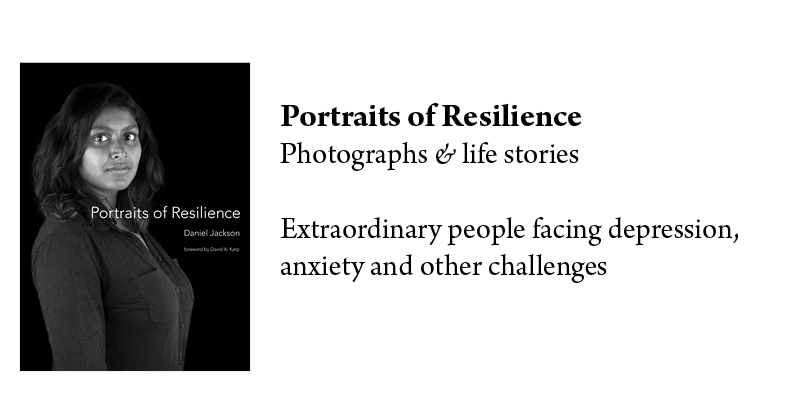 Portraits of Resilience
Daniel Jackson
foreword by David A. Karp
Portraits of Resilience
Photographs & life stories
Extraordinary people facing depression,
anxiety and other challenges